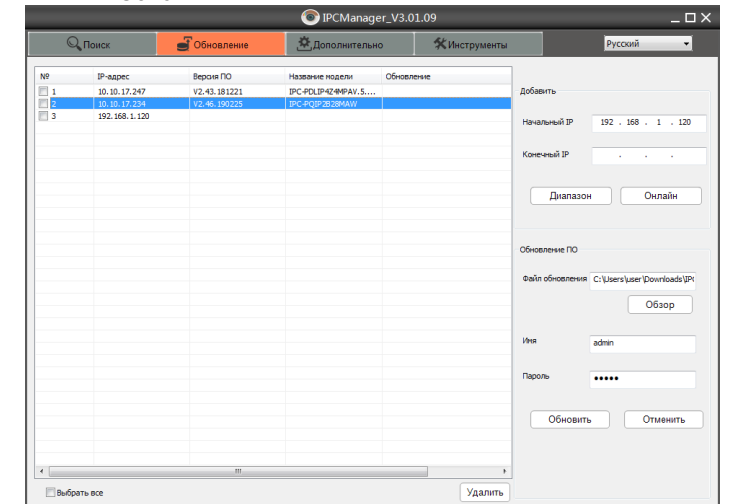 IPCManager_V3.01.09
Поиск Обновление Дополнительно Инструменты Русский
№ IP-адрес Версия ПО Название модели Обновление
1 10.10.17.247 V2.43.181221 IPC-PDLIP4Z4MPAV.5....
2 10.10.17.234 V2.46.190225 IPC-PQIP2B28MAW
3 192.168.1.120
Добавить
Начальный IP 192 . 168 . 1 . 120
Конечный IP . . .
Диапазон Онлайн
Обновление ПО
Файл обновления C:\Users\user\Downloads\IP
Обзор
Имя admin
Пароль •••••
Обновить Отменить
Выбрать все Удалить